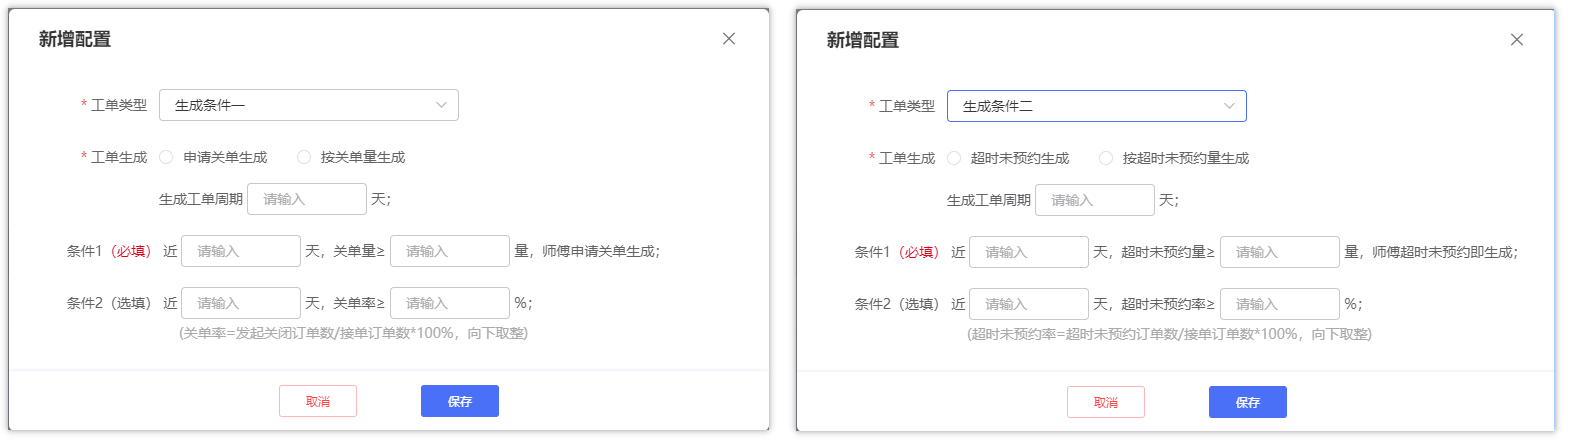 新增配置
* 工单类型 生成条件一
* 工单生成 申请关单生成 按关单量生成
生成工单周期 请输入 天;
条件1（必填） 近 请输入 天，关单量≥ 请输入 量，师傅申请关单生成;
条件2（选填） 近 请输入 天，关单率≥ 请输入 %;
(关单率=发起关闭订单数/接单订单数*100%，向下取整)
取消 保存
新增配置
* 工单类型 生成条件二
* 工单生成 超时未预约生成 按超时未预约量生成
生成工单周期 请输入 天;
条件1（必填） 近 请输入 天，超时未预约量≥ 请输入 量，师傅超时未预约即生成;
条件2（选填） 近 请输入 天，超时未预约率≥ 请输入 %;
(超时未预约率=超时未预约订单数/接单订单数*100%，向下取整)
取消 保存